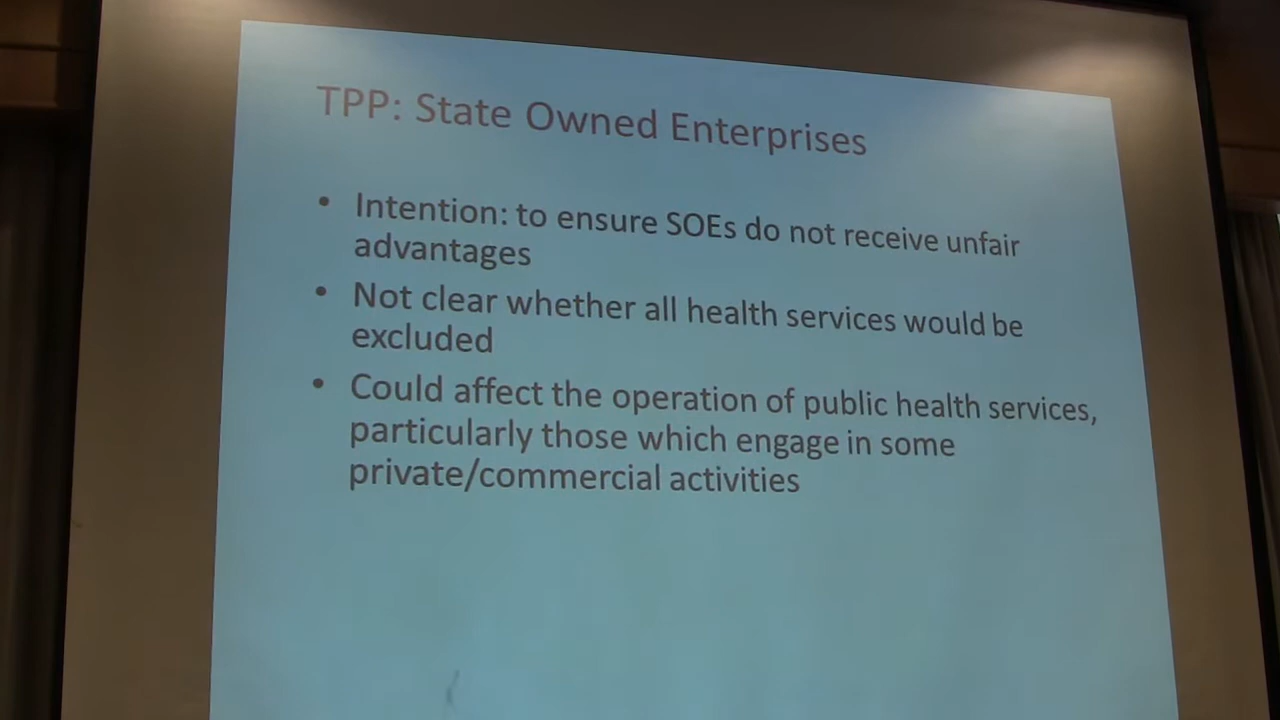 TPP: State Owned Enterprises
• Intention: to ensure SOEs do not receive unfair
advantages
• Not clear whether all health services would be
excluded
• Could affect the operation of public health services,
particularly those which engage in some
private/commercial activities